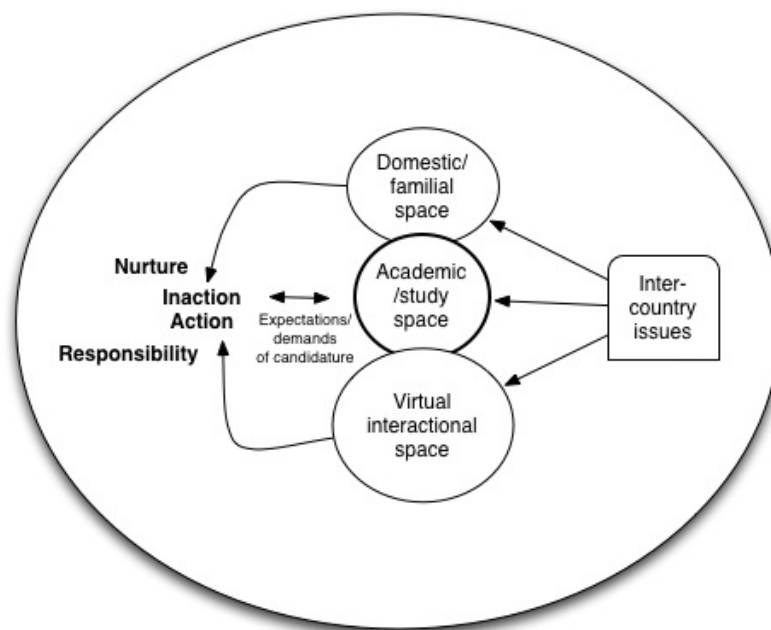 Domestic/
familial
space
Nurture
Inaction
Action
Responsibility
Expectations/
demands
of candidature
Academic
/study
space
Inter-
country
issues
Virtual
interactional
space